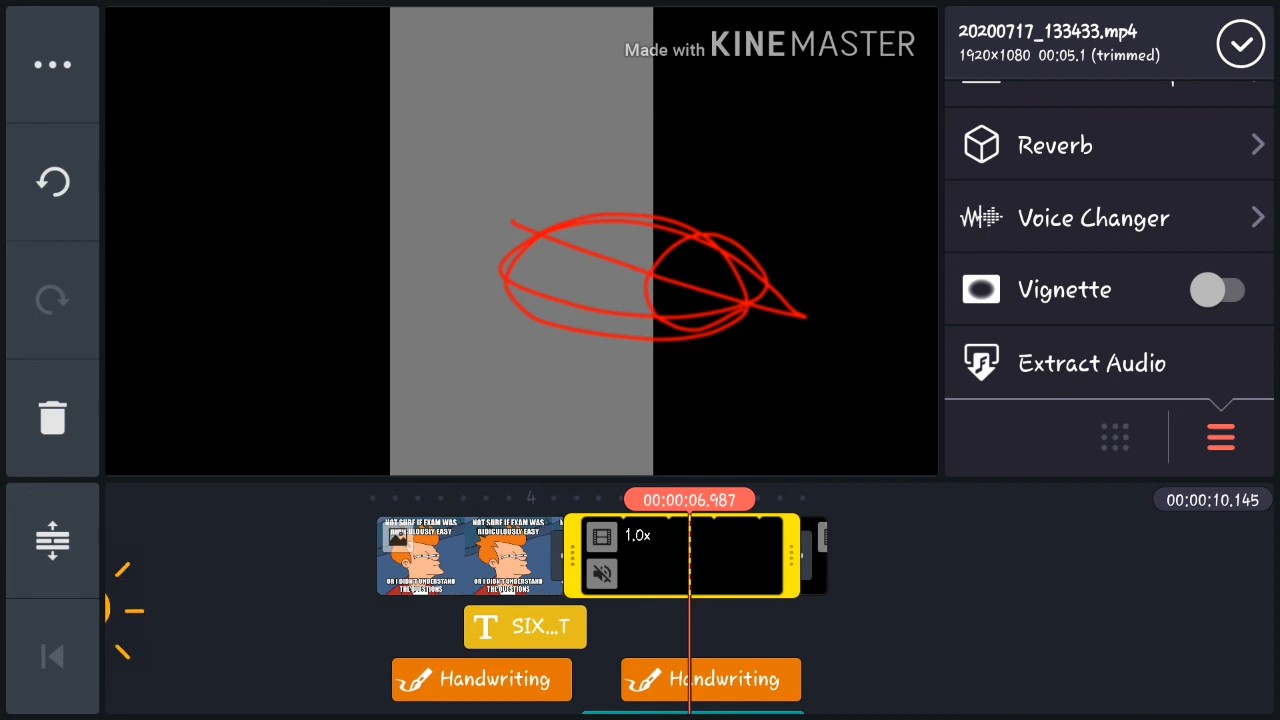 Made with KINEMASTER
20200717_133433.mp4
1920x1080 00:05.1 (trimmed)
Reverb
Voice Changer
Vignette
Extract Audio
4
00:00:06.987
00:00:10.145
NOT SURE IF EXAM WAS
RIDICULOUSLY EASY
OR I DIDN'T UNDERSTAND
THE QUESTIONS
NOT SURE IF EXAM WAS
RIDICULOUSLY EASY
OR I DIDN'T UNDERSTAND
THE QUESTIONS
1.0x
T SIX...T
Handwriting
Handwriting